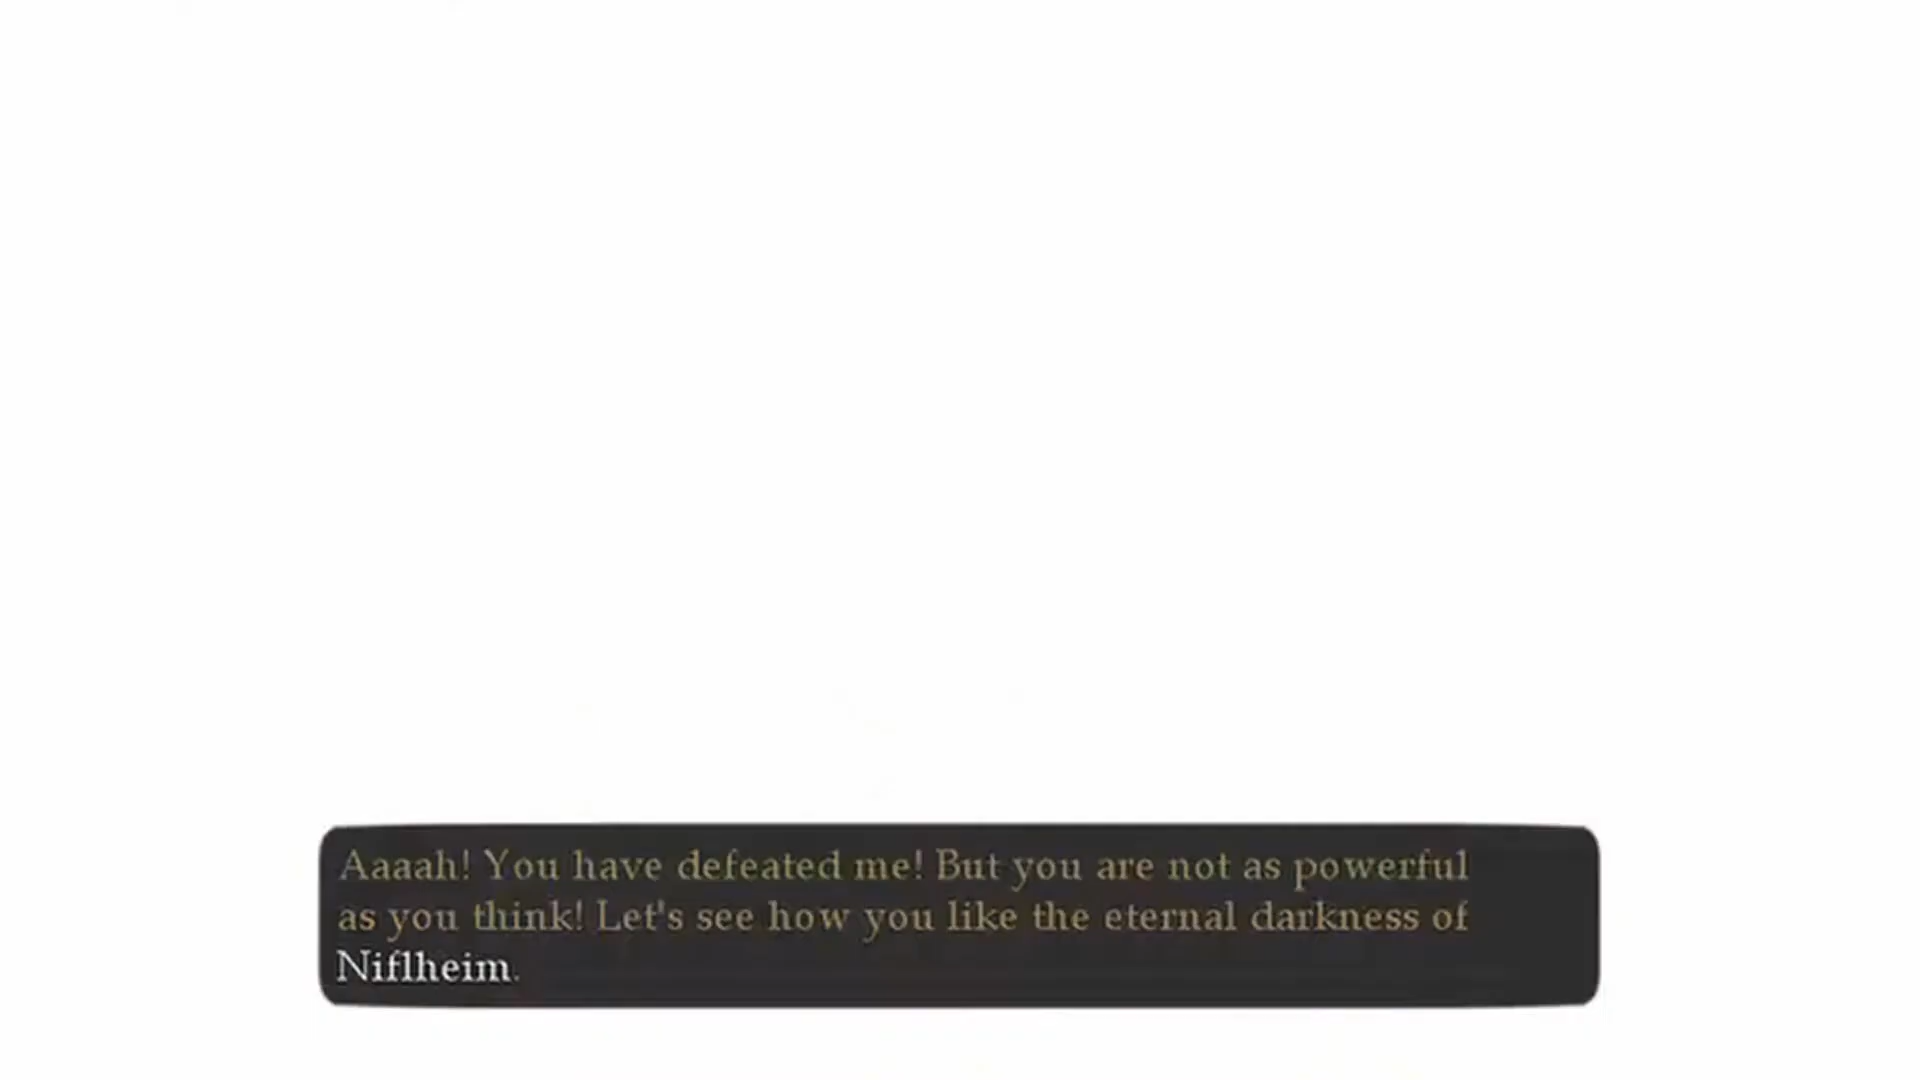 Aaaah! You have defeated me! But you are not as powerful
as you think! Let's see how you like the eternal darkness of
Niflheim.